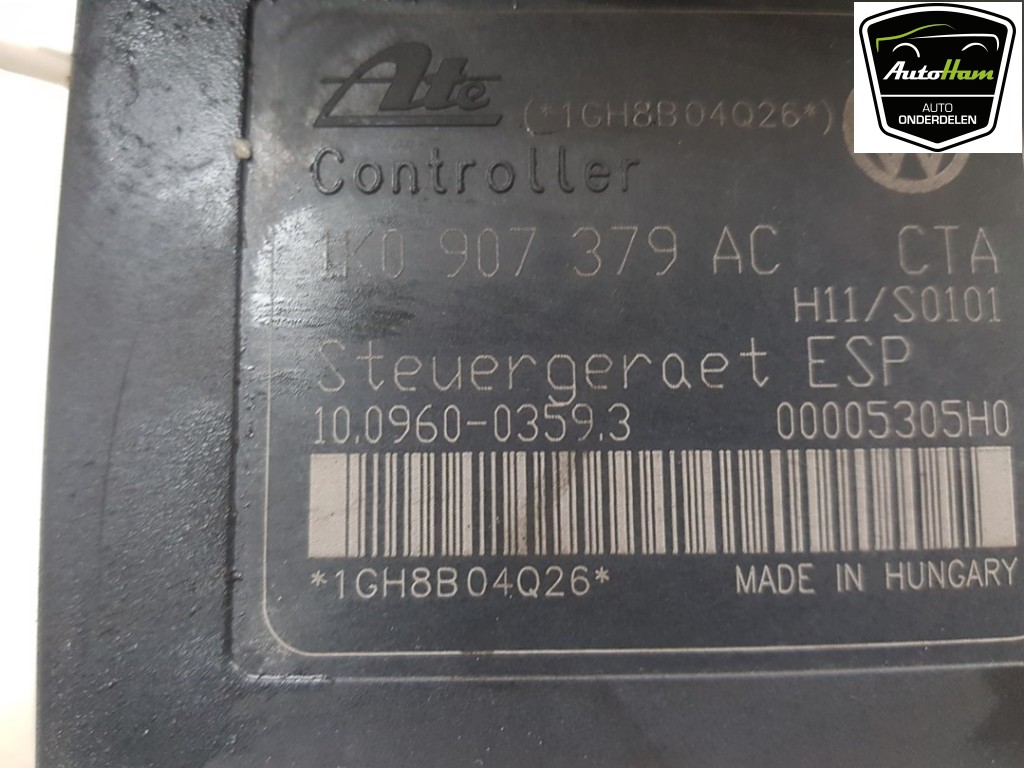 Ate (*1GH8B04Q26*)
Controller
1K0 907 379 AC CTA
H11/S0101
Steuergeraet ESP
10.0960-0359.3 00005305H0
*1GH8B04Q26* MADE IN HUNGARY
AutoHam
AUTO
ONDERDELEN